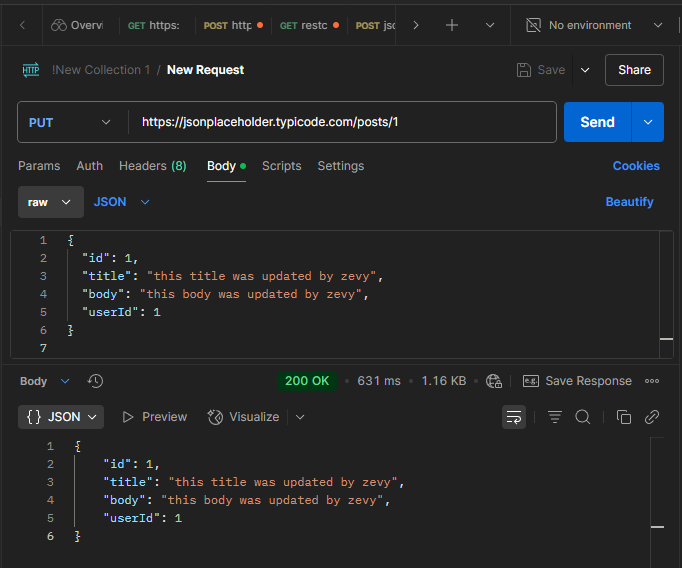 Overvi GET https: POST http GET restc POST jsc No environment
HTTP !New Collection 1 / New Request Save Share
PUT https://jsonplaceholder.typicode.com/posts/1 Send
Params Auth Headers (8) Body Scripts Settings Cookies
raw JSON Beautify
1 {
2 "id": 1,
3 "title": "this title was updated by zevy",
4 "body": "this body was updated by zevy",
5 "userId": 1
6 }
7
Body 200 OK • 631 ms • 1.16 KB • e.g. Save Response
{} JSON Preview Visualize
1 {
2 "id": 1,
3 "title": "this title was updated by zevy",
4 "body": "this body was updated by zevy",
5 "userId": 1
6 }